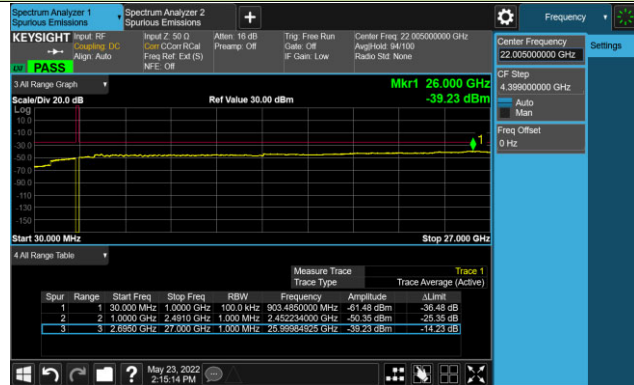 Spectrum Analyzer 1
Spurious Emissions
Spectrum Analyzer 2
Spurious Emissions
+
Frequency
KEYSIGHT
Input: RF
Coupling: DC
Align: Auto
Input Z: 50 Ω
Corr CCorr RCal
Freq Ref: Ext (S)
NFE: Off
Atten: 16 dB
Preamp: Off
Trig: Free Run
Gate: Off
IF Gain: Low
Center Freq: 22.005000000 GHz
Avg|Hold: 94/100
Radio Std: None
PASS
Center Frequency
22.005000000 GHz
Settings
CF Step
4.399000000 GHz
Auto
Man
Freq Offset
0 Hz
3 All Range Graph
Mkr1 26.000 GHz
Scale/Div 20.0 dB
Ref Value 30.00 dBm
-39.23 dBm
Log
10.0
-10.0
-30.0
-50.0
-70.0
-90.0
-110
-130
-150
1
Start 30.000 MHz
Stop 27.000 GHz
4 All Range Table
Measure Trace Trace 1
Trace Type Trace Average (Active)
Spur Range Start Freq Stop Freq RBW Frequency Amplitude ΔLimit
1 1 30.000 MHz 1.0000 GHz 100.0 kHz 903.4850000 MHz -61.48 dBm -36.48 dB
2 2 1.0000 GHz 2.4910 GHz 1.000 MHz 2.452234000 GHz -50.35 dBm -25.35 dB
3 3 2.6950 GHz 27.000 GHz 1.000 MHz 25.99984925 GHz -39.23 dBm -14.23 dB
?
May 23, 2022
2:15:14 PM